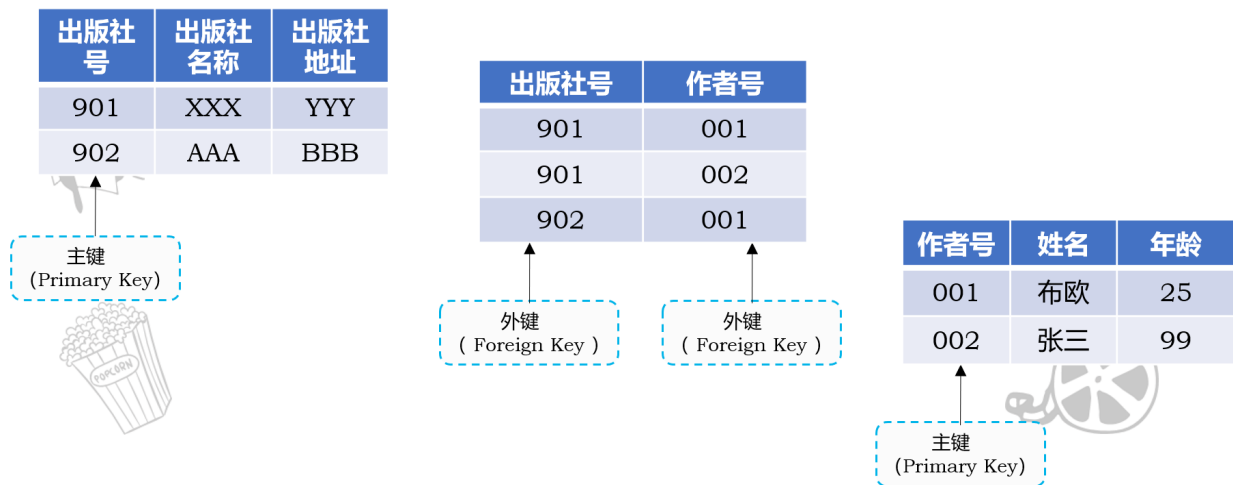 出版社号 出版社名称 出版社地址
901 XXX YYY
902 AAA BBB
主键
(Primary Key)
POPCORN
出版社号 作者号
901 001
901 002
902 001
外键
( Foreign Key )
外键
( Foreign Key )
作者号 姓名 年龄
001 布欧 25
002 张三 99
主键
(Primary Key)